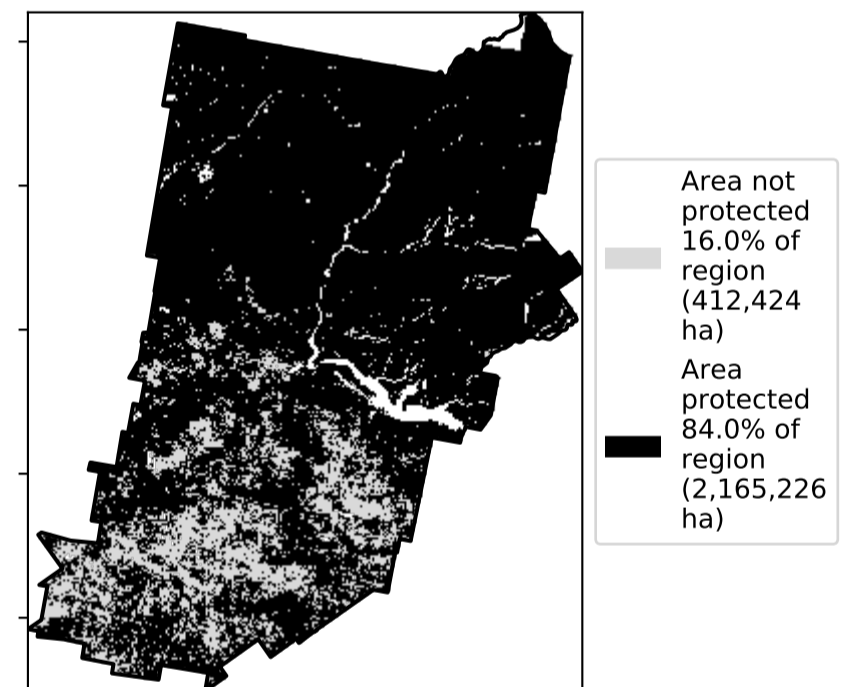 Area not
protected
16.0% of
region
(412,424
ha)
Area
protected
84.0% of
region
(2,165,226
ha)